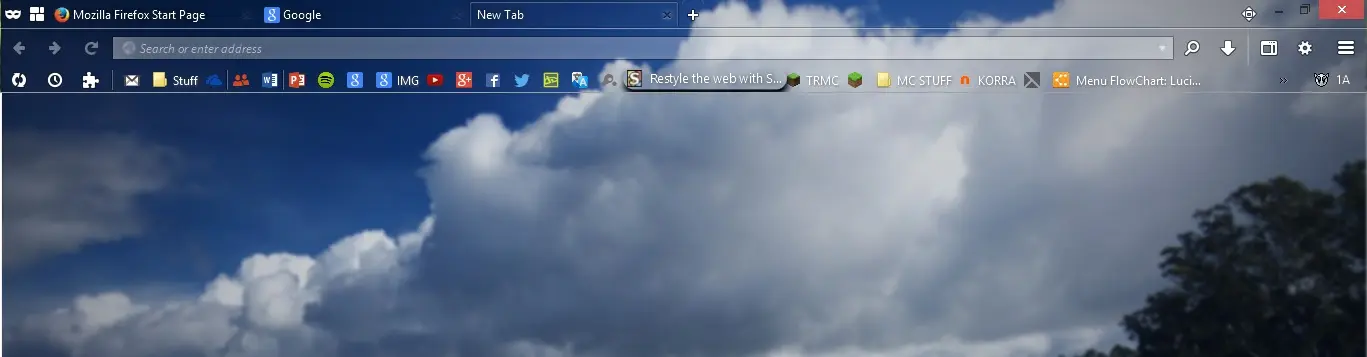 Mozilla Firefox Start Page Google New Tab
Search or enter address
Stuff IMG Restyle the web with S... TRMC MC STUFF KORRA Menu FlowChart: Luci... 1A